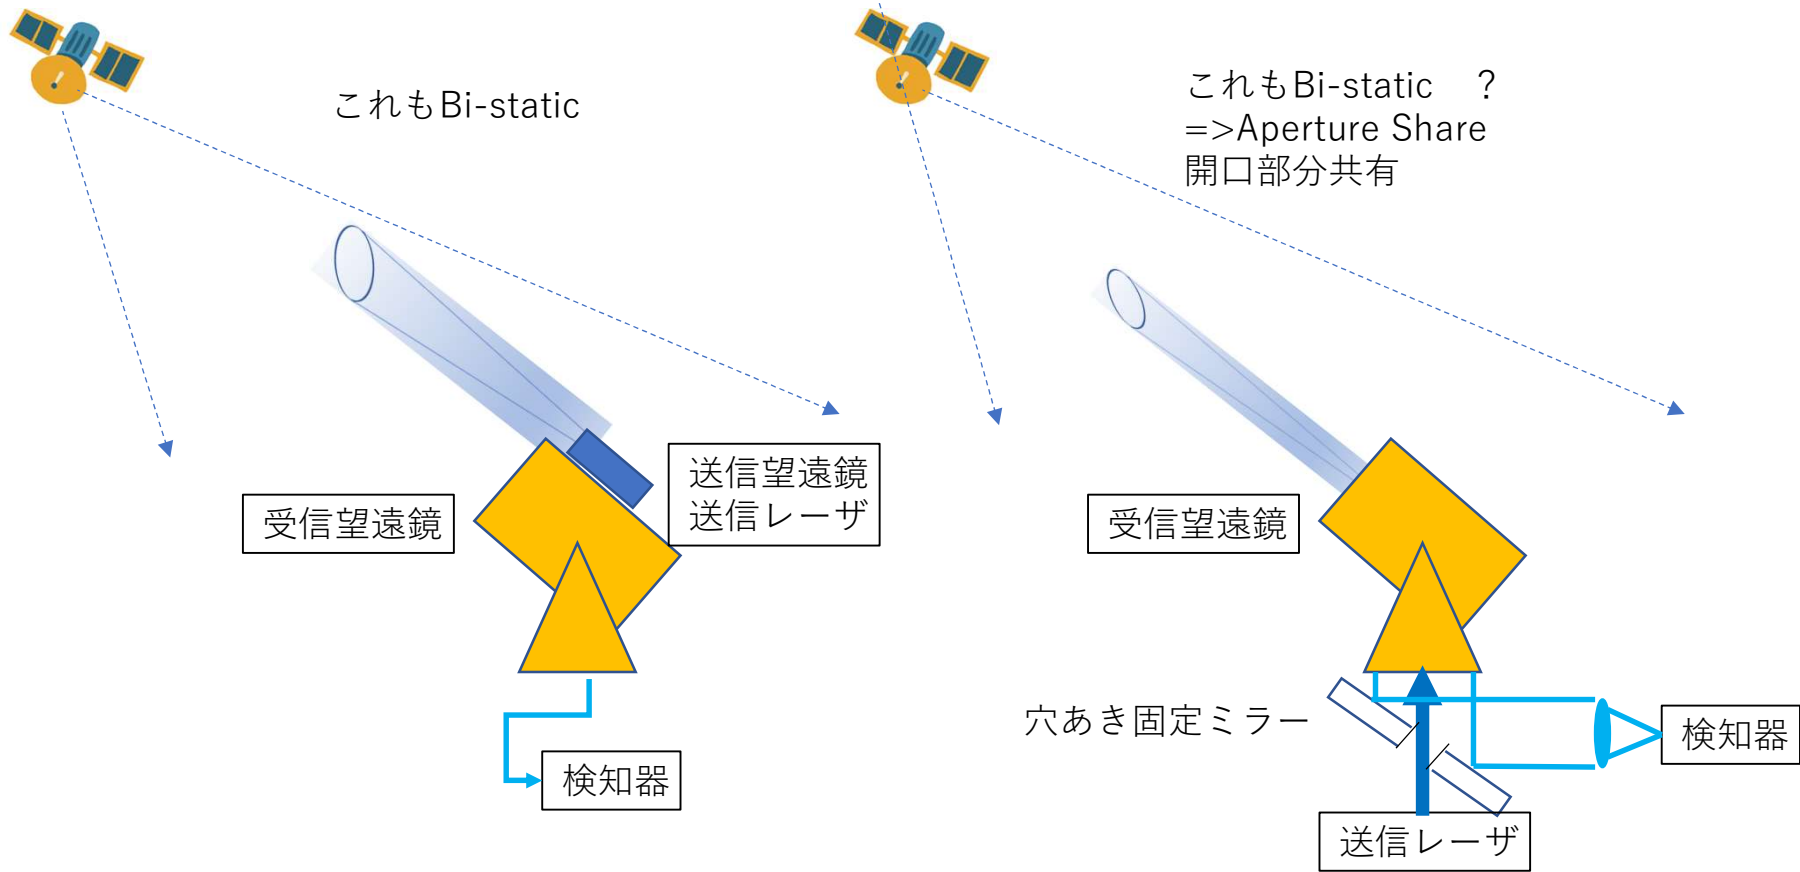 これもBi-static
送信望遠鏡
送信レーザ
受信望遠鏡
検知器
これもBi-static ？
=>Aperture Share
開口部分共有
受信望遠鏡
穴あき固定ミラー
検知器
送信レーザ